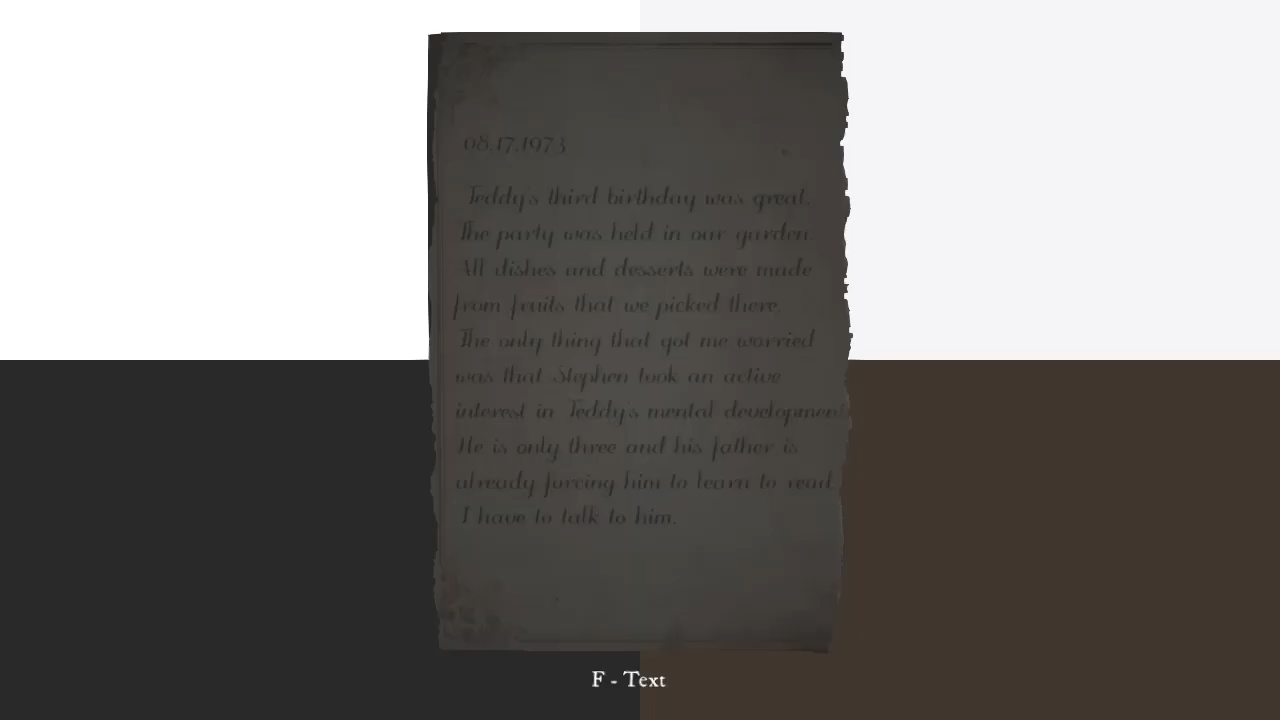 08.17.1973
Teddy's third birthday was great.
The party was held in our garden.
All dishes and desserts were made
from fruits that we picked there.
The only thing that got me worried
was that Stephen took an active
interest in Teddy's mental development.
He is only three and his father is
already forcing him to learn to read.
I have to talk to him.
F - Text